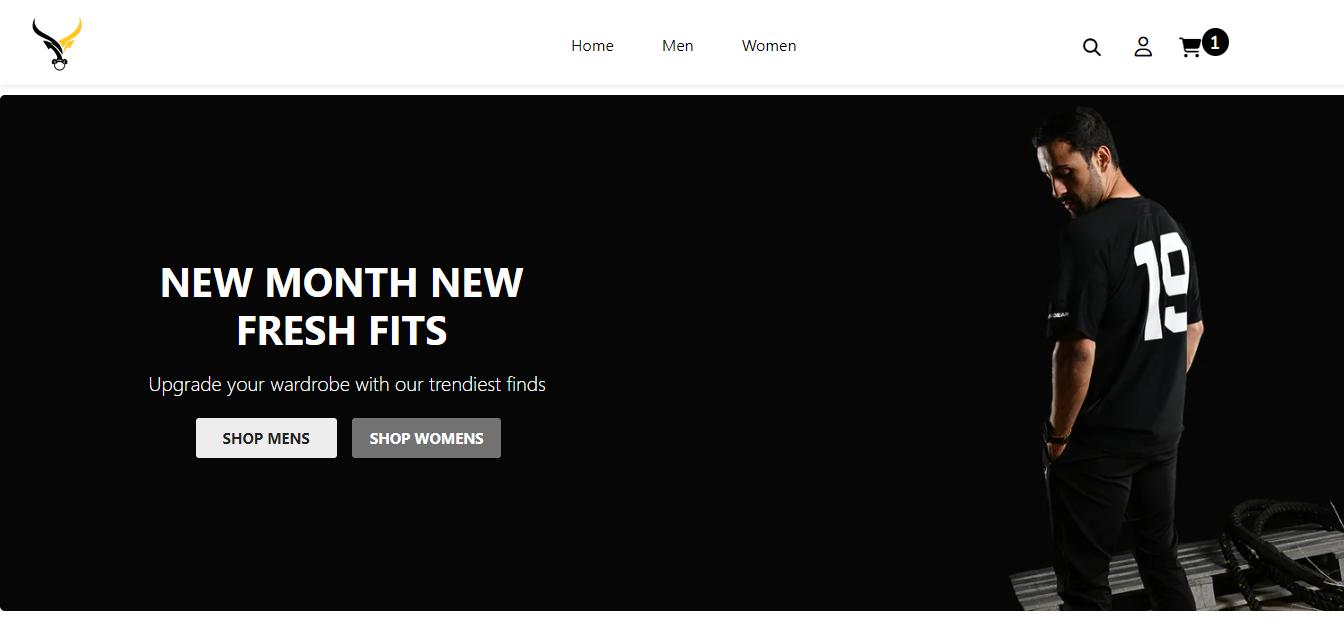 Home Men Women
1
NEW MONTH NEW
FRESH FITS
Upgrade your wardrobe with our trendiest finds
SHOP MENS SHOP WOMENS
19